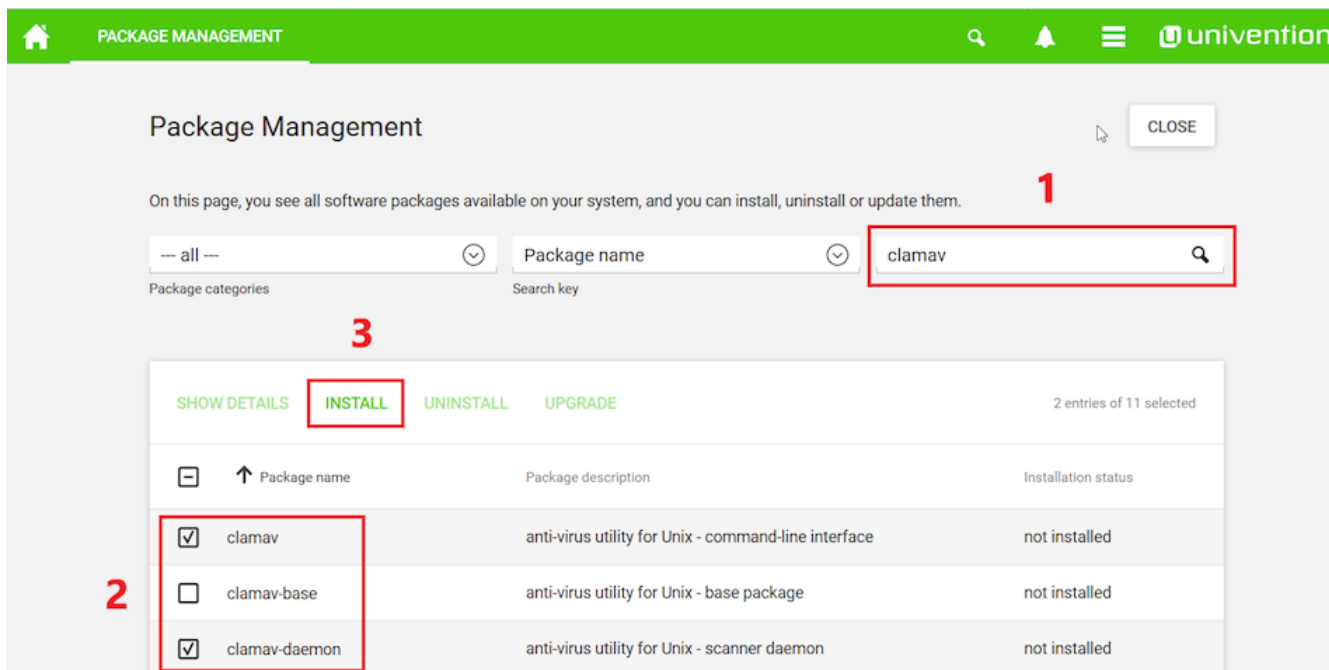 PACKAGE MANAGEMENT
univention
Package Management
CLOSE
On this page, you see all software packages available on your system, and you can install, uninstall or update them.
1
--- all ---
Package name
clamav
Package categories
Search key
3
SHOW DETAILS INSTALL UNINSTALL UPGRADE 2 entries of 11 selected
Package name Package description Installation status
clamav anti-virus utility for Unix - command-line interface not installed
2
clamav-base anti-virus utility for Unix - base package not installed
clamav-daemon anti-virus utility for Unix - scanner daemon not installed